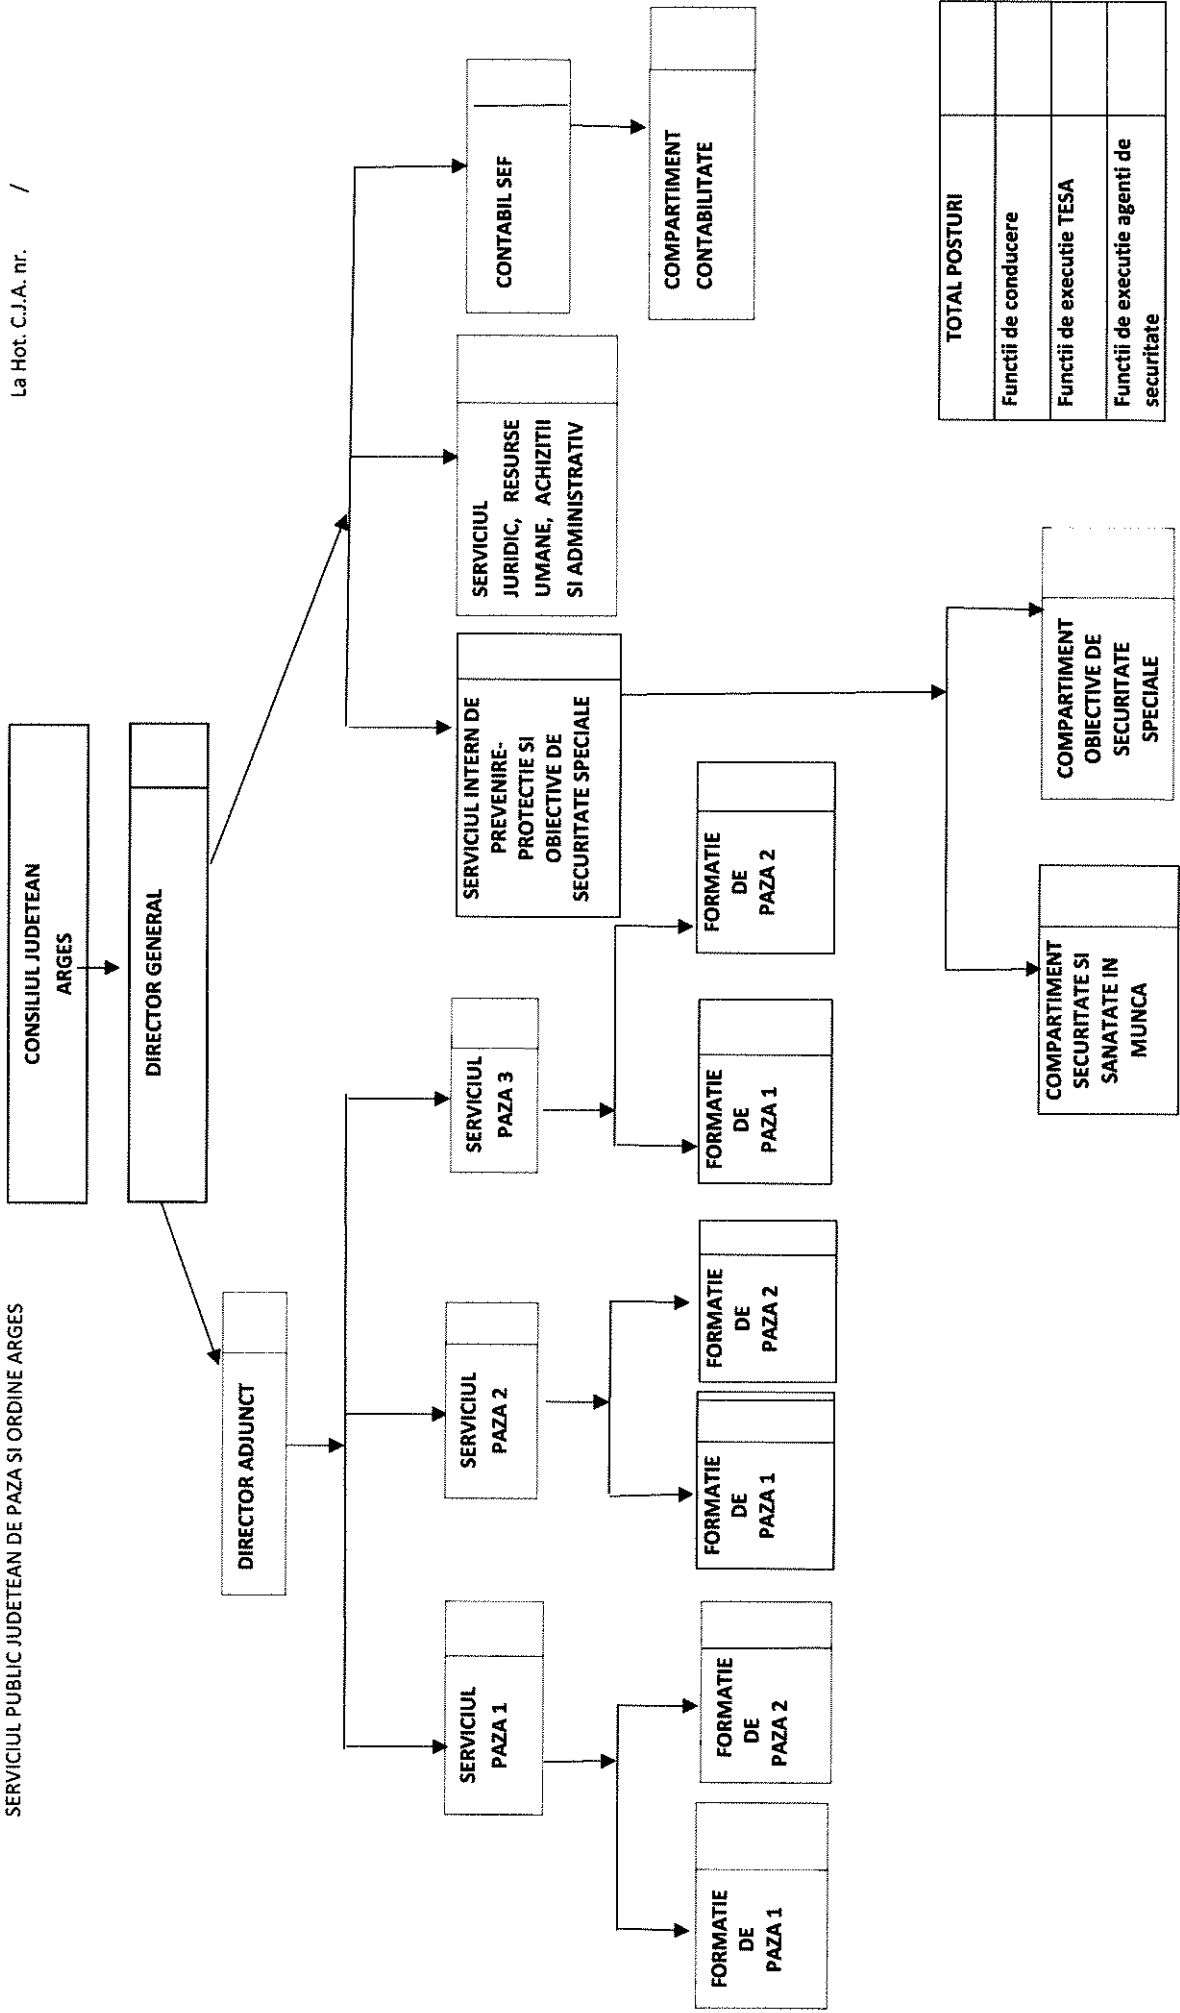 SERVICIUL PUBLIC JUDETEAN DE PAZA SI ORDINE ARGES
La Hot. C.J.A. nr. /
CONSILIUL JUDETEAN
ARGES
DIRECTOR GENERAL
DIRECTOR ADJUNCT
SERVICIUL
PAZA 1
SERVICIUL
PAZA 2
SERVICIUL
PAZA 3
SERVICIUL INTERN DE
PREVENIRE-
PROTECTIE SI
OBIECTIVE DE
SECURITATE SPECIALE
SERVICIUL
JURIDIC, RESURSE
UMANE, ACHIZITII
SI ADMINISTRATIV
CONTABIL SEF
COMPARTIMENT
CONTABILITATE
FORMATIE
DE
PAZA 1
FORMATIE
DE
PAZA 2
FORMATIE
DE
PAZA 1
FORMATIE
DE
PAZA 2
FORMATIE
DE
PAZA 1
FORMATIE
DE
PAZA 2
COMPARTIMENT
SECURITATE SI
SANATATE IN
MUNCA
COMPARTIMENT
OBIECTIVE DE
SECURITATE
SPECIALE
TOTAL POSTURI
Functii de conducere
Functii de executie TESA
Functii de executie agenti de
securitate